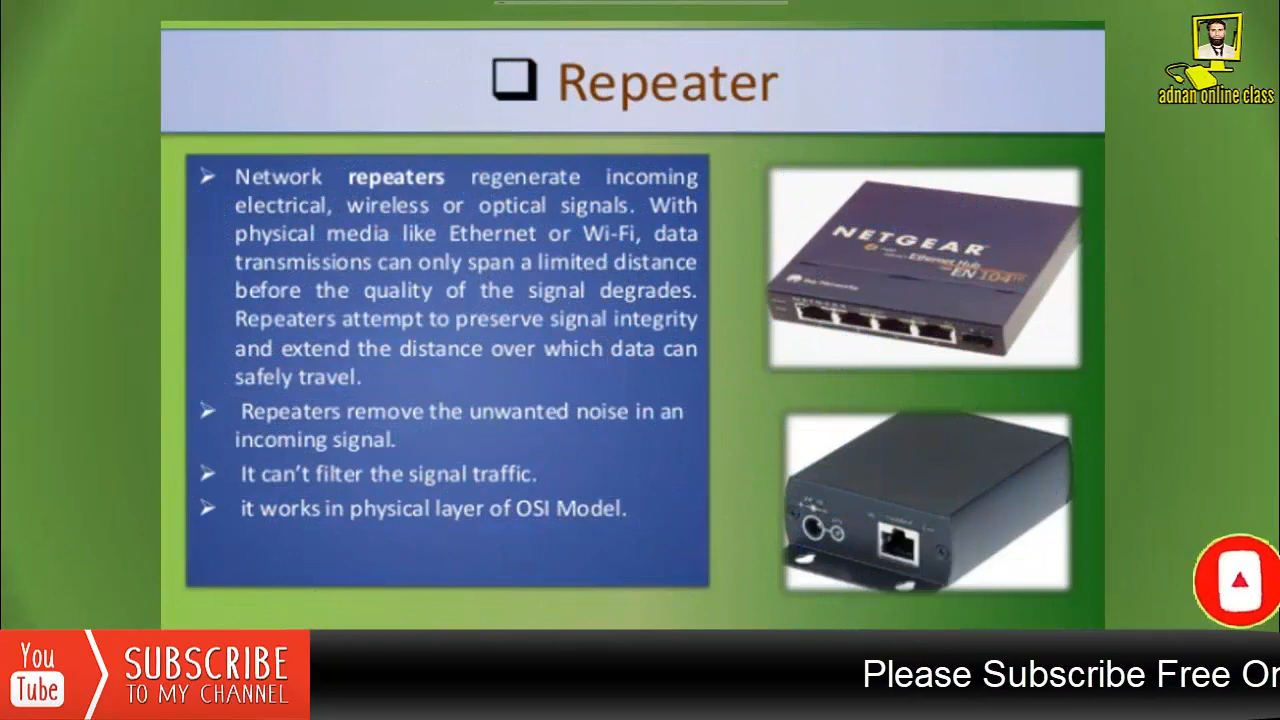 adnan online class
Repeater
Network repeaters regenerate incoming
electrical, wireless or optical signals. With
physical media like Ethernet or Wi-Fi, data
transmissions can only span a limited distance
before the quality of the signal degrades.
Repeaters attempt to preserve signal integrity
and extend the distance over which data can
safely travel.
Repeaters remove the unwanted noise in an
incoming signal.
It can't filter the signal traffic.
it works in physical layer of OSI Model.
NETGEAR
Ethernet Hub
EN 104
Bay Networks
You
Tube
SUBSCRIBE
TO MY CHANNEL
Please Subscribe Free Or